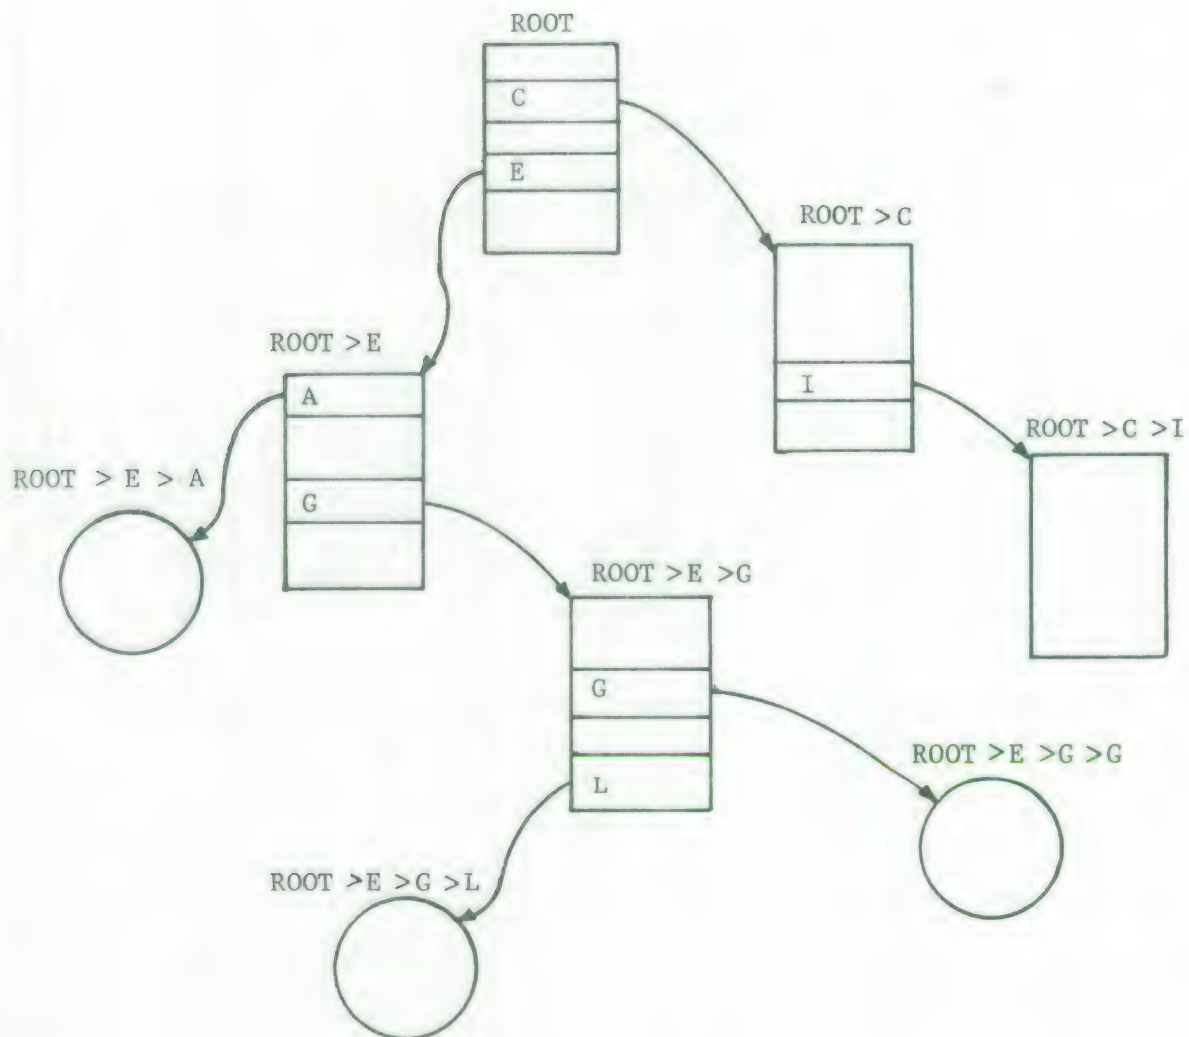 ROOT
C
E
ROOT >C
ROOT >E
A
I
ROOT >C >I
ROOT > E > A
G
ROOT >E >G
G
ROOT >E >G >G
L
ROOT >E >G >L